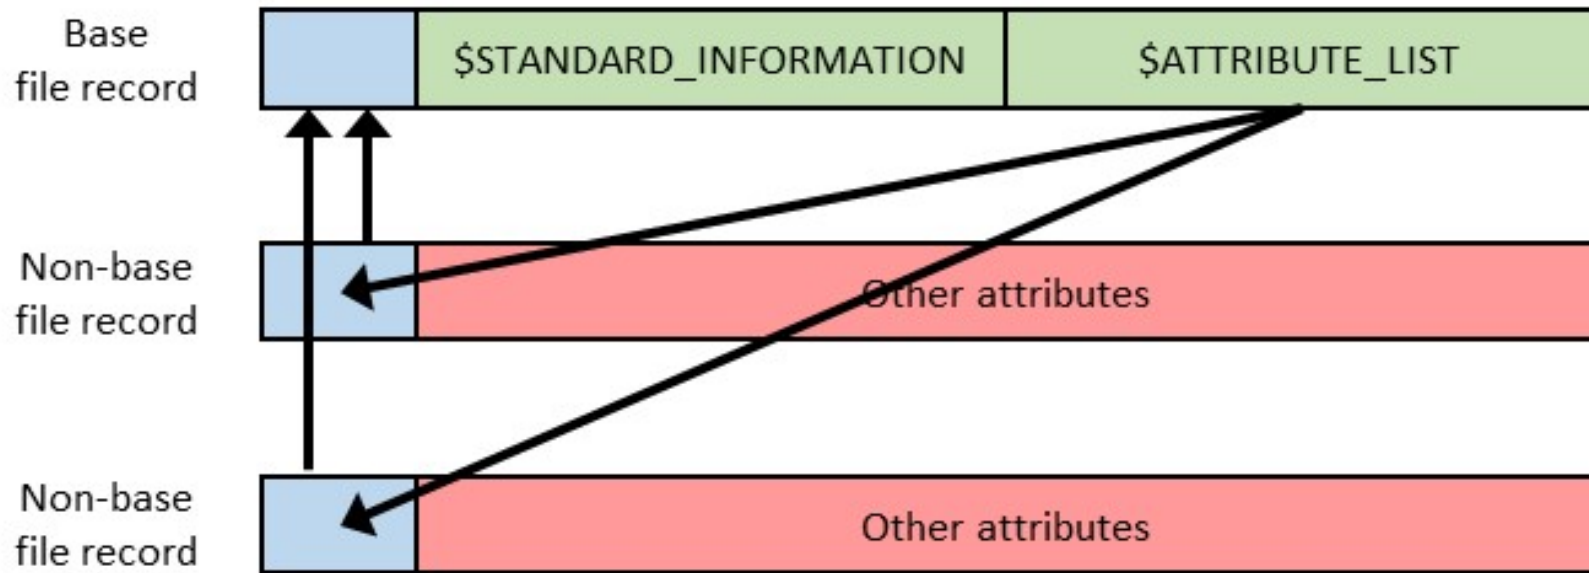 Base
file record
$STANDARD_INFORMATION
$ATTRIBUTE_LIST
Non-base
file record
Other attributes
Non-base
file record
Other attributes